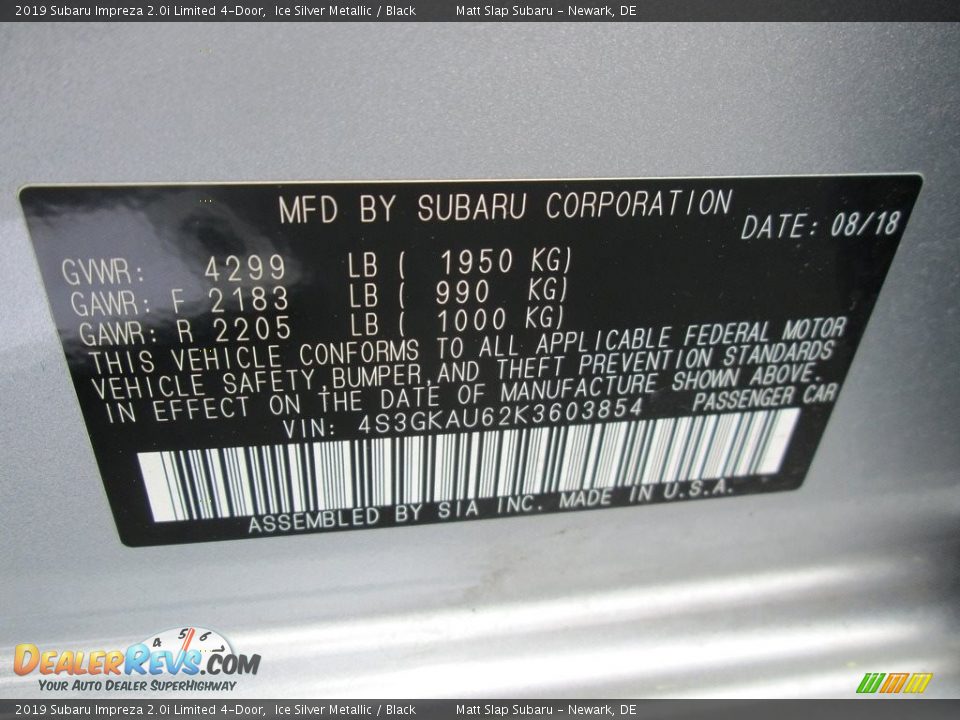 2019 Subaru Impreza 2.0i Limited 4-Door, Ice Silver Metallic / Black Matt Slap Subaru - Newark, DE
MFD BY SUBARU CORPORATION
DATE: 08/18
GVWR: 4299 LB ( 1950 KG)
GAWR: F 2183 LB ( 990 KG)
GAWR: R 2205 LB ( 1000 KG)
THIS VEHICLE CONFORMS TO ALL APPLICABLE FEDERAL MOTOR
VEHICLE SAFETY,BUMPER,AND THEFT PREVENTION STANDARDS
IN EFFECT ON THE DATE OF MANUFACTURE SHOWN ABOVE.
VIN: 4S3GKAU62K3603854 PASSENGER CAR
ASSEMBLED BY SIA INC. MADE IN U.S.A.
4 5 6
DealerRevs.com
Your Auto Dealer SuperHighway
2019 Subaru Impreza 2.0i Limited 4-Door, Ice Silver Metallic / Black Matt Slap Subaru - Newark, DE